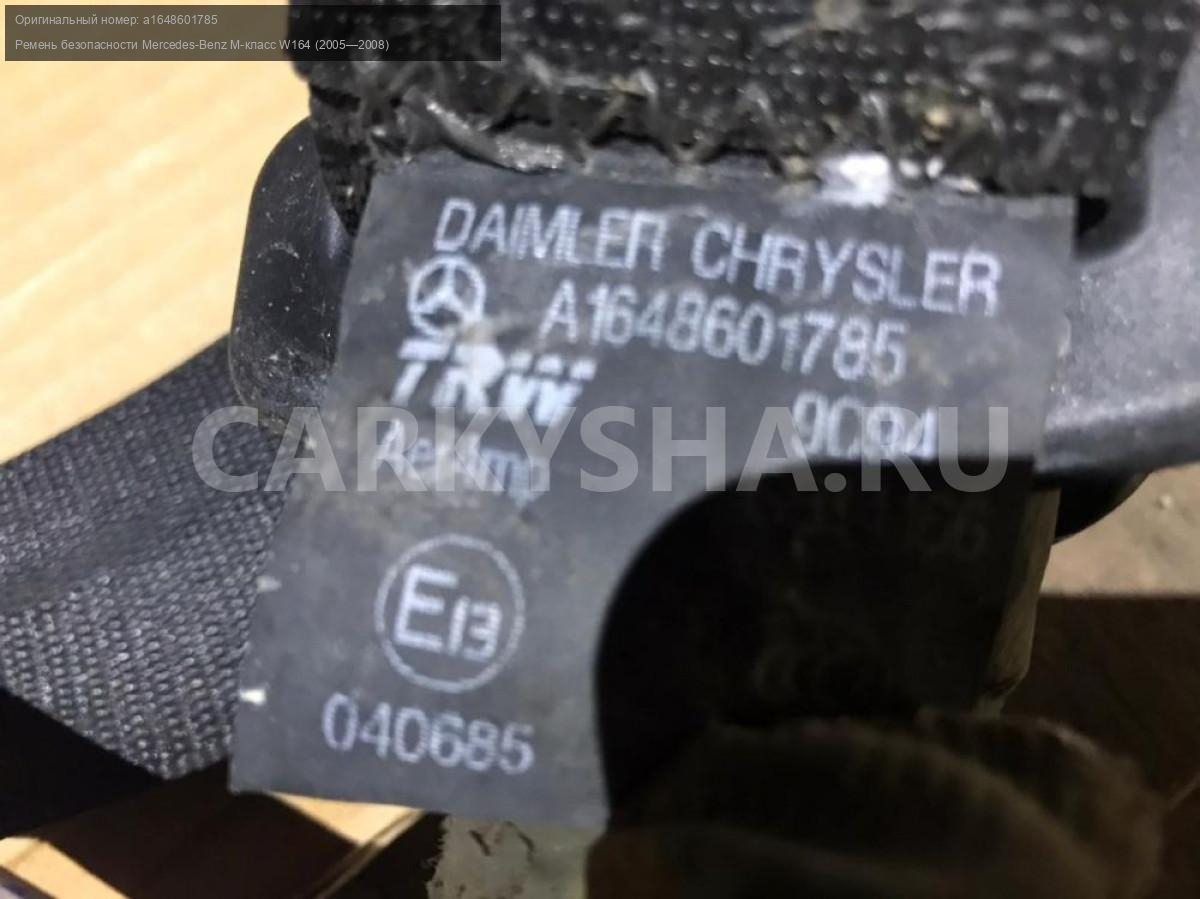 Оригинальный номер: a1648601785
Ремень безопасности Mercedes-Benz M-класс W164 (2005—2008)
DAIMLER CHRYSLER
A1648601785
TRW
CARKYSHA.RU
E13
040685